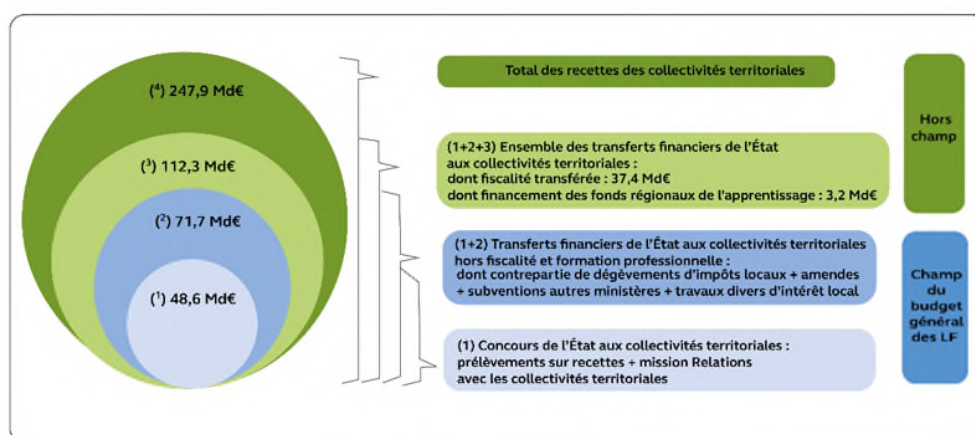 (4) 247,9 Md€
(3) 112,3 Md€
(2) 71,7 Md€
(1) 48,6 Md€
Total des recettes des collectivités territoriales
(1+2+3) Ensemble des transferts financiers de l'État
aux collectivités territoriales :
dont fiscalité transférée : 37,4 Md€
dont financement des fonds régionaux de l'apprentissage : 3,2 Md€
(1+2) Transferts financiers de l'État aux collectivités territoriales
hors fiscalité et formation professionnelle :
dont contrepartie de dégèvements d'impôts locaux + amendes
+ subventions autres ministères + travaux divers d'intérêt local
(1) Concours de l'État aux collectivités territoriales :
prélèvements sur recettes + mission Relations
avec les collectivités territoriales
Hors
champ
Champ
du
budget
général
des LF